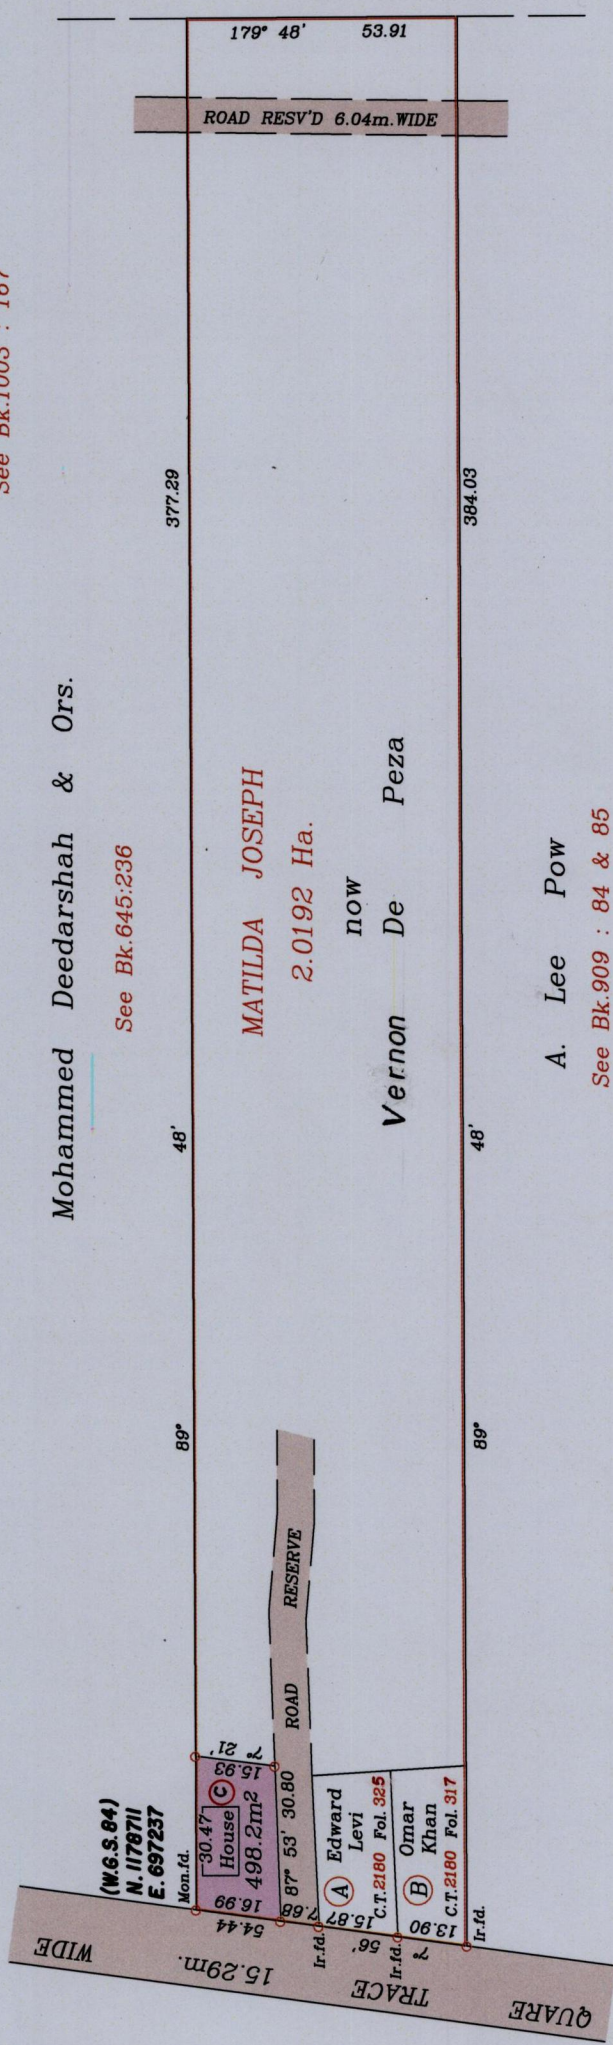 179° 48' 53.91
ROAD RESV'D 6.04m.WIDE
See Bk.1003 : 167
377.29
384.03
Mohammed Deedarshah & Ors.
See Bk.645:236
MATILDA JOSEPH
2.0192 Ha.
now
Vernon De Peza
A. Lee Pow
See Bk.909 : 84 & 85
89° 48'
89° 48'
ROAD RESERVE
(W.G.S.84)
N. 1178711
E. 697237
Mon.fd.
30.47
House
C
498.2m²
7° 21'
15.93
16.99
54.44
87° 53' 30.80
7.68
Ir.fd.
A
Edward
Levi
C.T.2180 Fol. 325
15.87
Ir.fd.
7° 56'
B
Omar
Khan
C.T.2180 Fol. 317
13.90
Ir.fd.
QUARE TRACE
15.29m. WIDE